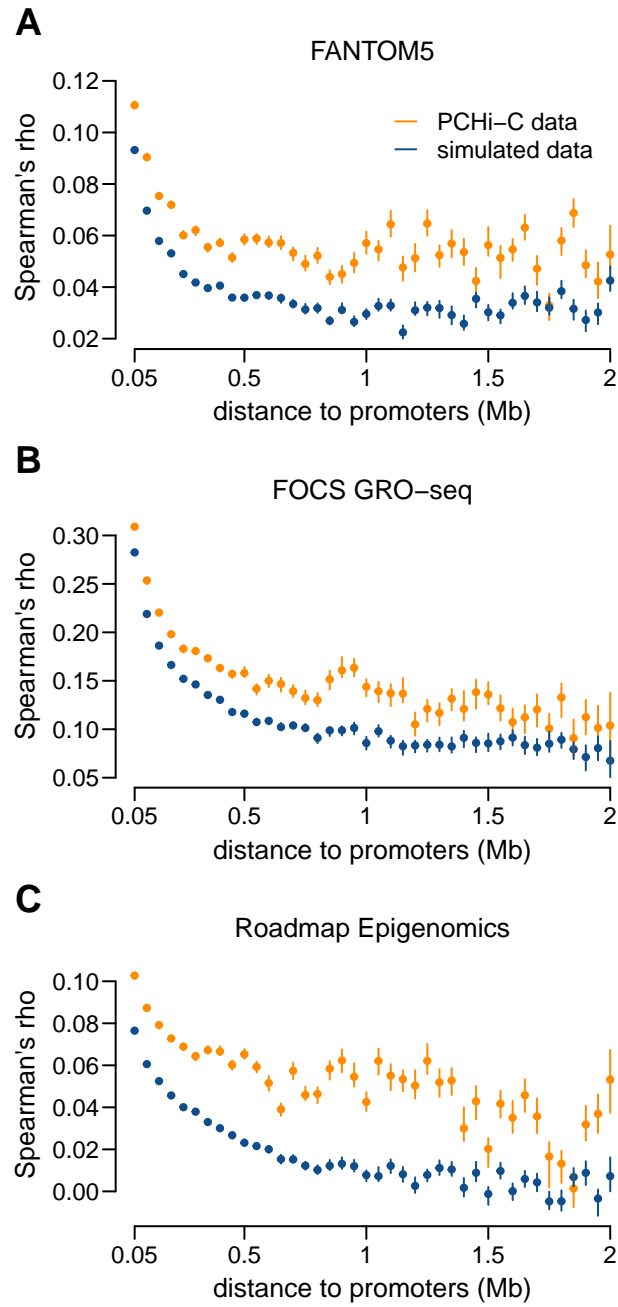 A
FANTOM5
Spearman's rho
0.12
0.10
0.08
0.06
0.04
0.02
PCHi−C data
simulated data
0.05 0.5 1 1.5 2
distance to promoters (Mb)
B
FOCS GRO−seq
Spearman's rho
0.30
0.25
0.20
0.15
0.10
0.05
0.05 0.5 1 1.5 2
distance to promoters (Mb)
C
Roadmap Epigenomics
Spearman's rho
0.10
0.08
0.06
0.04
0.02
0.00
0.05 0.5 1 1.5 2
distance to promoters (Mb)